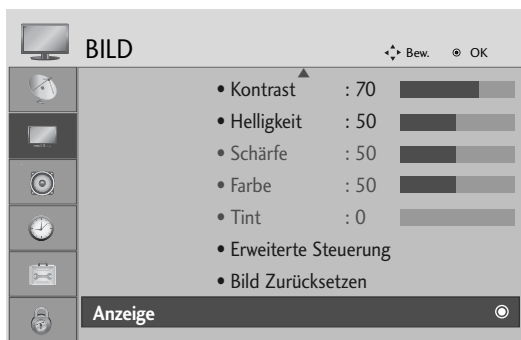 BILD Bew. OK
• Kontrast : 70
• Helligkeit : 50
• Schärfe : 50
• Farbe : 50
• Tint : 0
• Erweiterte Steuerung
• Bild Zurücksetzen
Anzeige